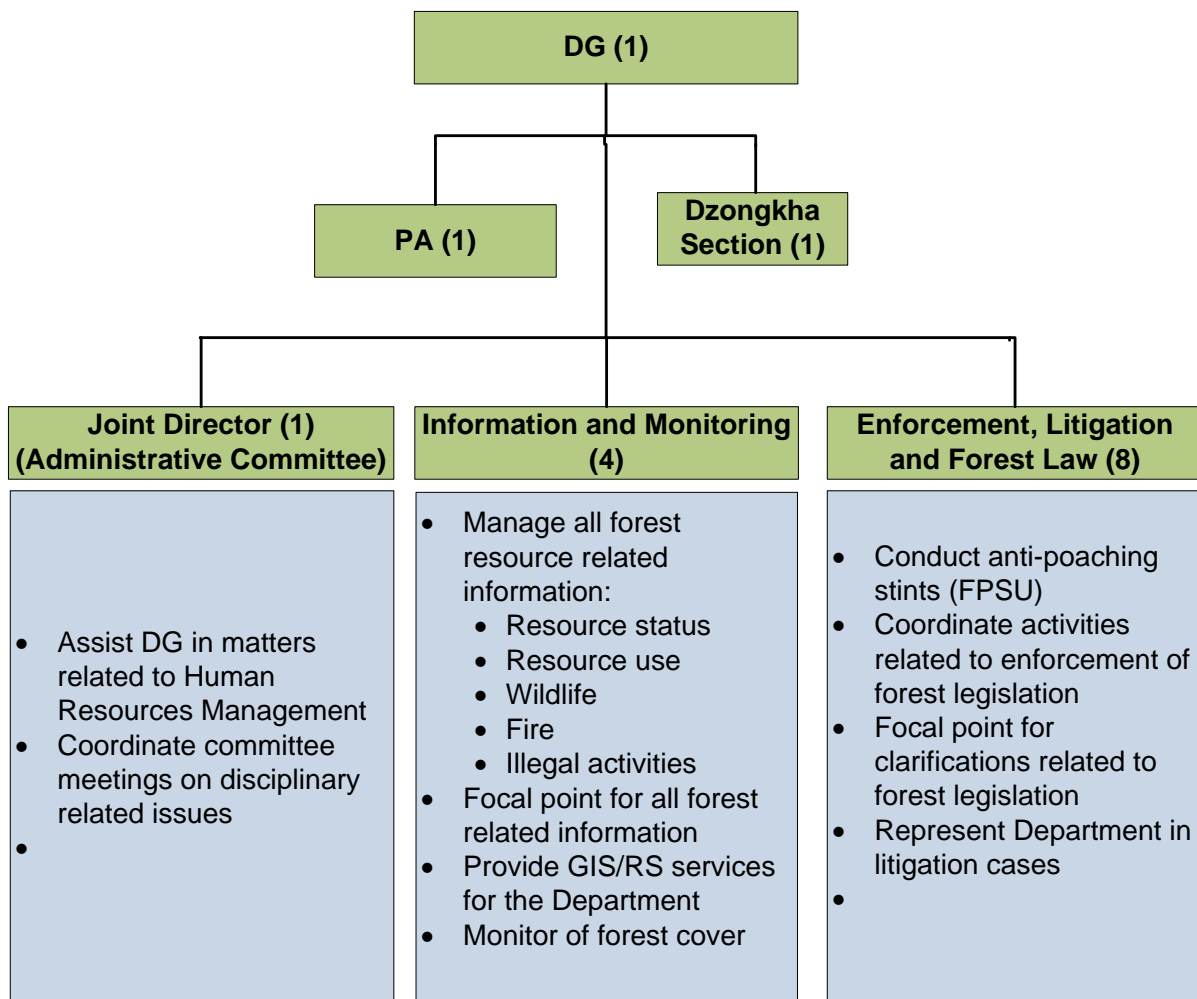 DG (1)
PA (1)
Dzongkha
Section (1)
Joint Director (1)
(Administrative Committee)
• Assist DG in matters
related to Human
Resources Management
• Coordinate committee
meetings on disciplinary
related issues
•
Information and Monitoring
(4)
• Manage all forest
resource related
information:
• Resource status
• Resource use
• Wildlife
• Fire
• Illegal activities
• Focal point for all forest
related information
• Provide GIS/RS services
for the Department
• Monitor of forest cover
Enforcement, Litigation
and Forest Law (8)
• Conduct anti-poaching
stints (FPSU)
• Coordinate activities
related to enforcement of
forest legislation
• Focal point for
clarifications related to
forest legislation
• Represent Department in
litigation cases
•